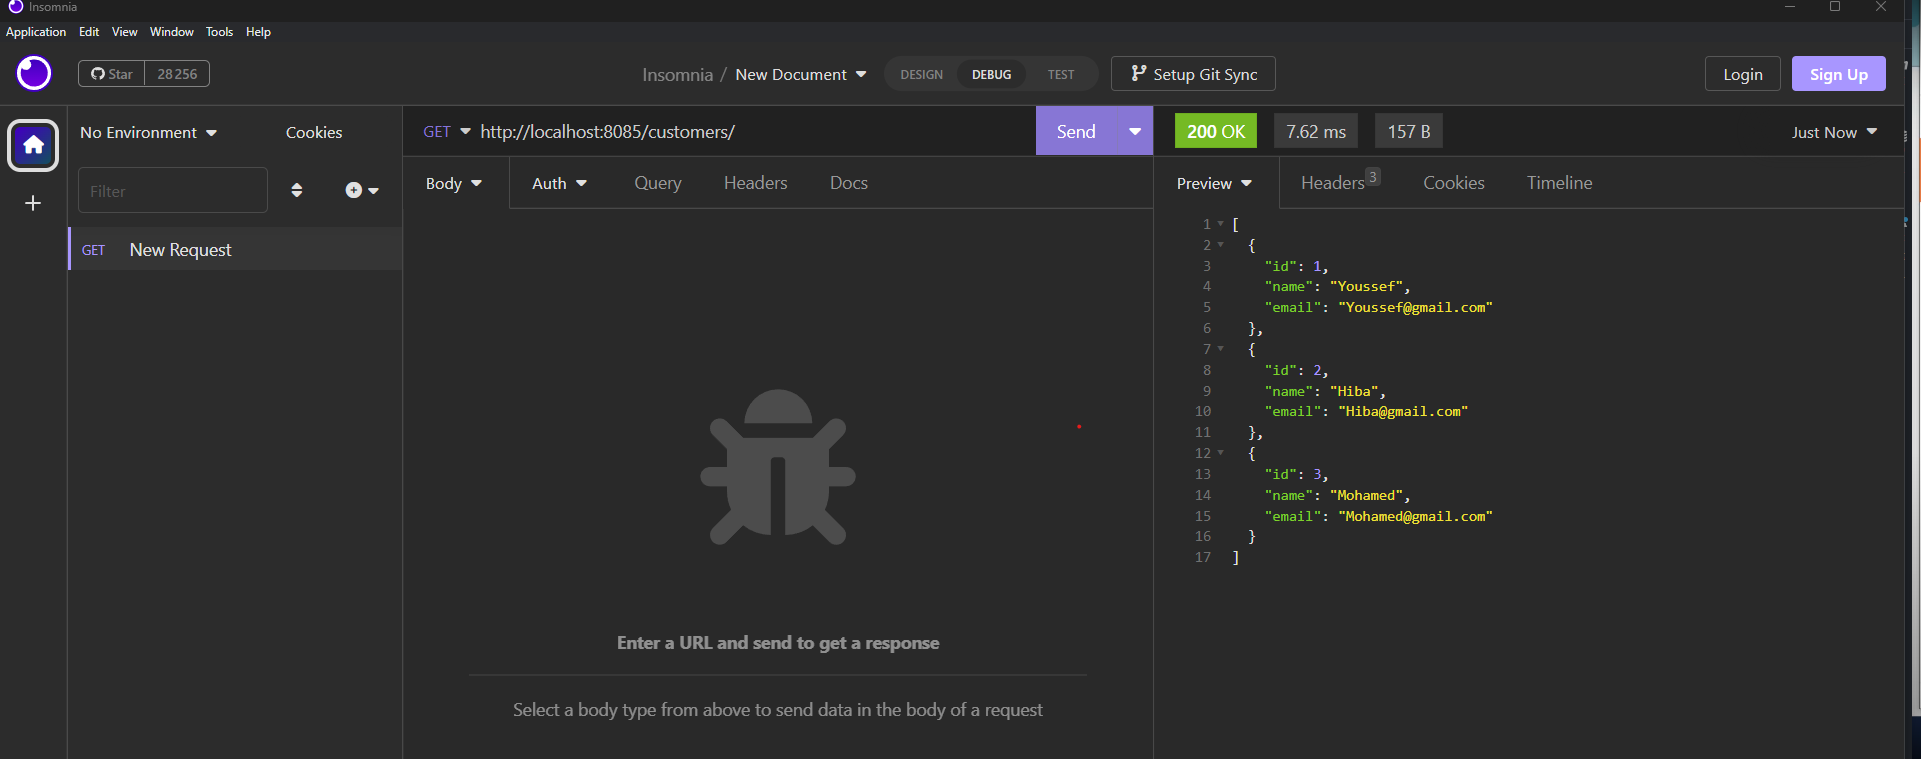 Insomnia
Application Edit View Window Tools Help
Star 28 256
Insomnia / New Document
DESIGN DEBUG TEST
Setup Git Sync
Login
Sign Up
No Environment
Cookies
Filter
GET New Request
GET http://localhost:8085/customers/
Send
Body Auth Query Headers Docs
Enter a URL and send to get a response
Select a body type from above to send data in the body of a request
200 OK 7.62 ms 157 B
Just Now
Preview Headers 3 Cookies Timeline
1 [
2 {
3 "id": 1,
4 "name": "Youssef",
5 "email": "Youssef@gmail.com"
6 },
7 {
8 "id": 2,
9 "name": "Hiba",
10 "email": "Hiba@gmail.com"
11 },
12 {
13 "id": 3,
14 "name": "Mohamed",
15 "email": "Mohamed@gmail.com"
16 }
17 ]